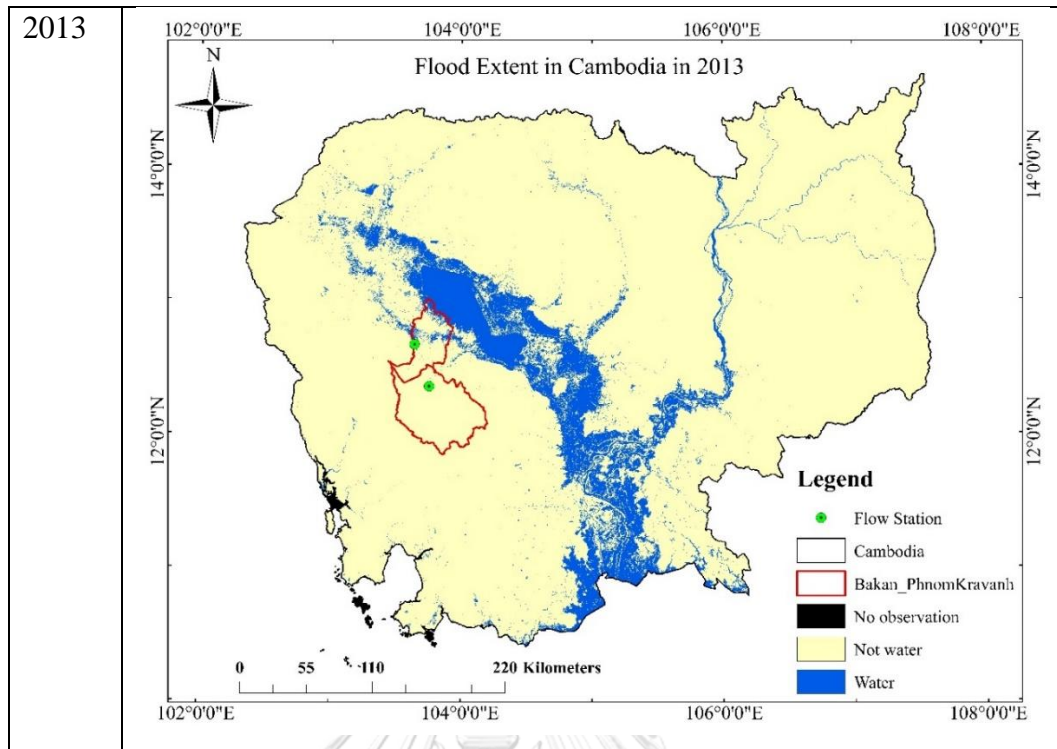 2013
102°0'0"E 104°0'0"E 106°0'0"E 108°0'0"E
N
Flood Extent in Cambodia in 2013
14°0'0"N 14°0'0"N
12°0'0"N 12°0'0"N
Legend
Flow Station
Cambodia
Bakan_PhnomKravanh
No observation
Not water
Water
0 55 110 220 Kilometers
102°0'0"E 104°0'0"E 106°0'0"E 108°0'0"E